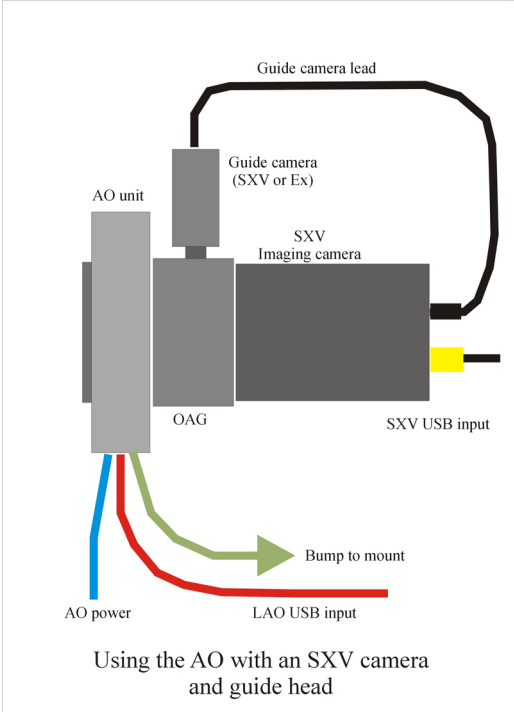 Guide camera lead
Guide camera
(SXV or Ex)
AO unit
SXV
Imaging camera
OAG
SXV USB input
Bump to mount
AO power
LAO USB input
Using the AO with an SXV camera
and guide head